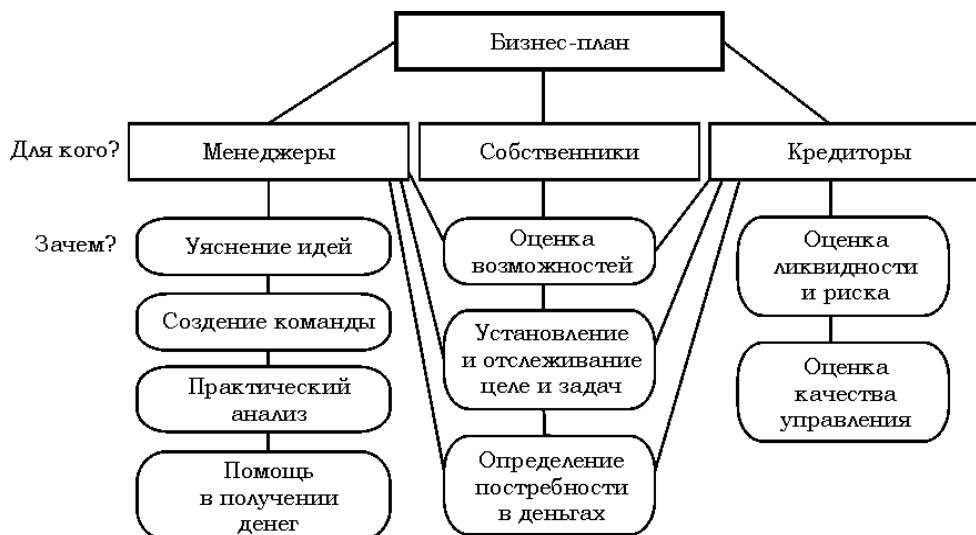 Бизнес-план
Для кого?
Менеджеры
Собственники
Кредиторы
Зачем?
Уяснение идей
Создение команды
Практический
анализ
Помощь
в получении
денег
Оценка
возможностей
Установление
и отслеживание
целе и задач
Определение
постребности
в деньгах
Оценка
ликвидности
и риска
Оценка
качества
управления